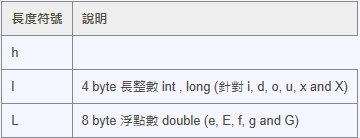 長度符號 說明
h
l 4 byte 長整數 int , long (針對 i, d, o, u, x and X)
L 8 byte 浮點數 double (e, E, f, g and G)